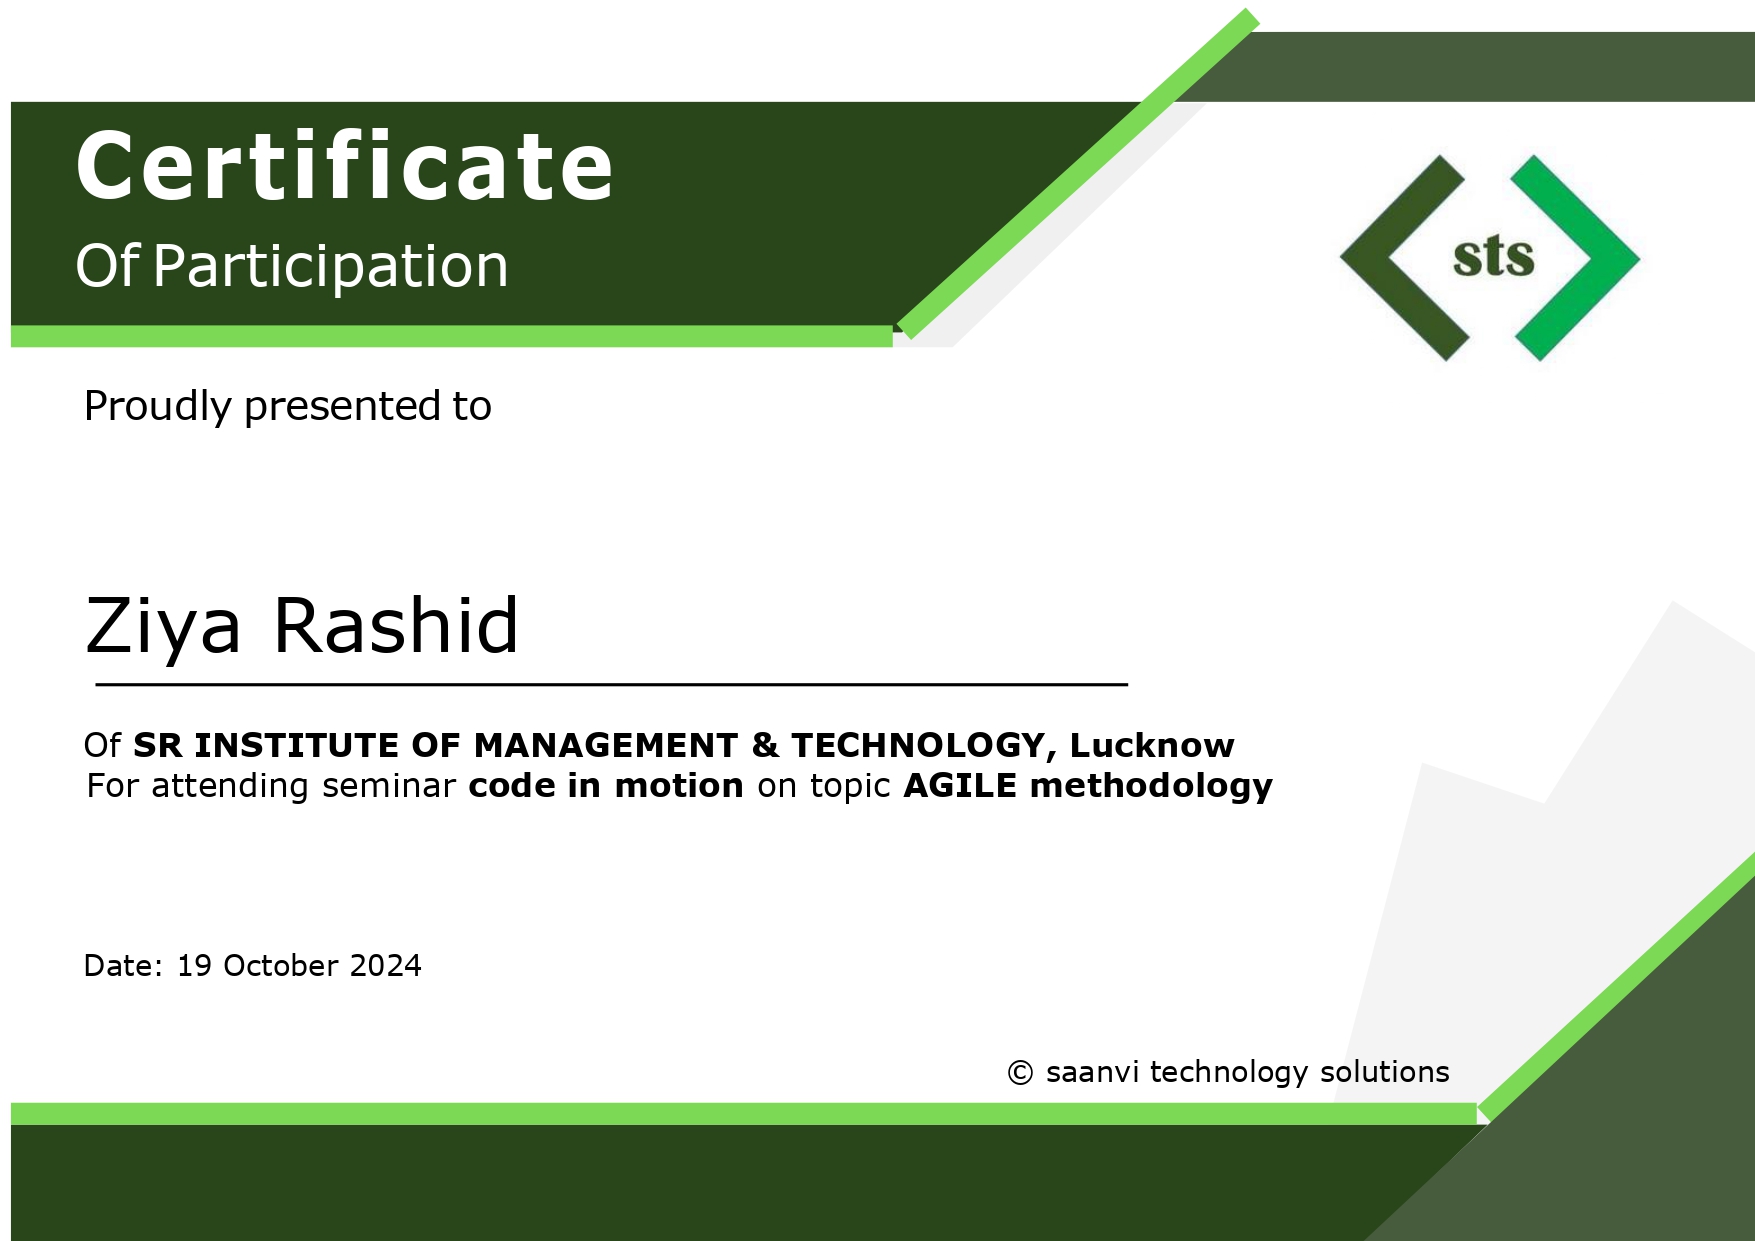 Certificate
Of Participation
sts
Proudly presented to
Ziya Rashid
Of SR INSTITUTE OF MANAGEMENT & TECHNOLOGY, Lucknow
For attending seminar code in motion on topic AGILE methodology
Date: 19 October 2024
© saanvi technology solutions